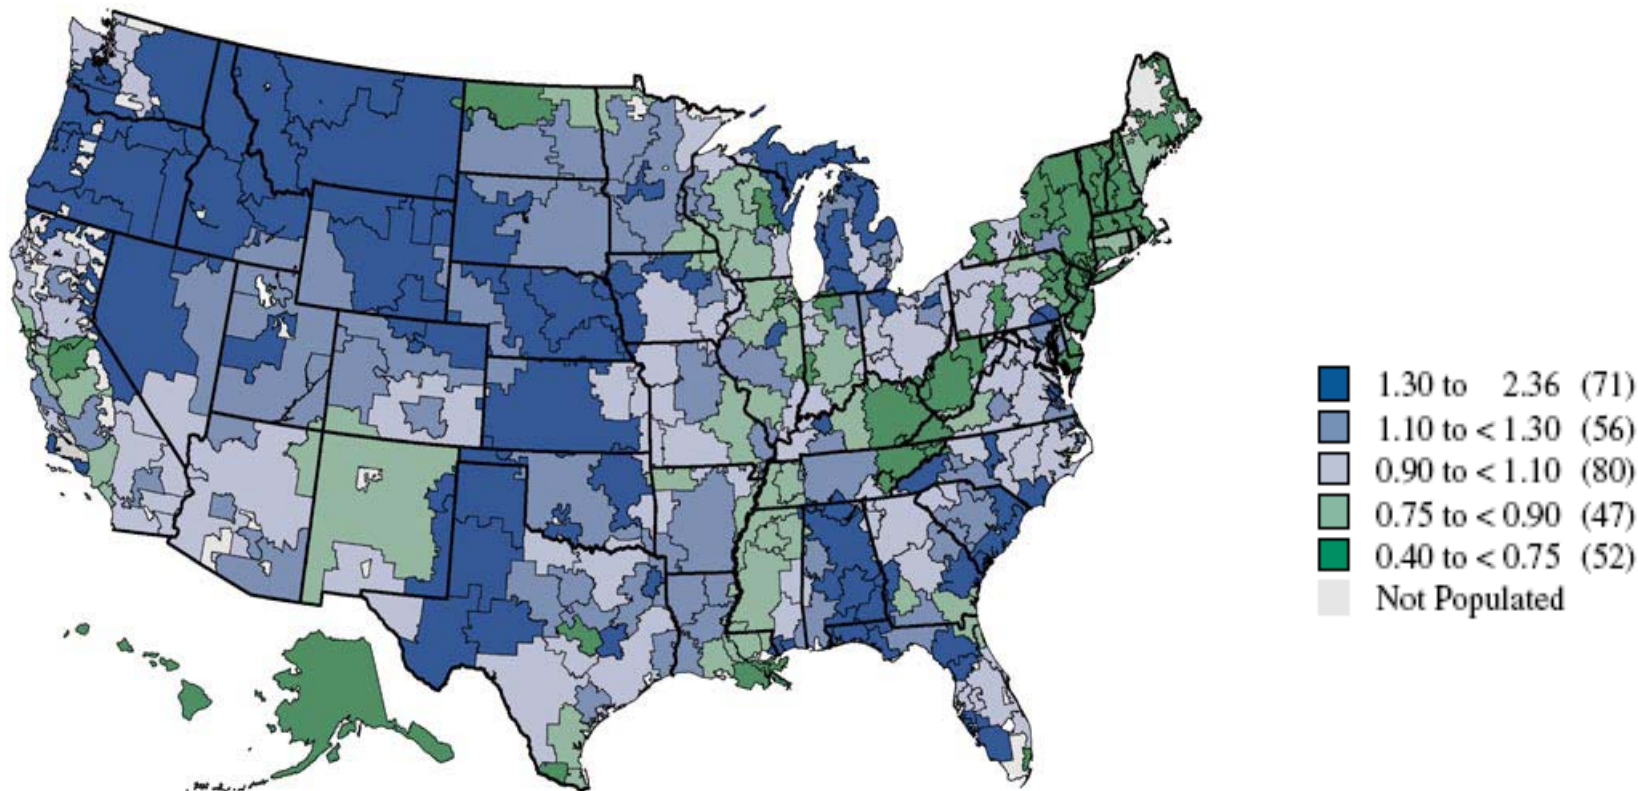 1.30 to 2.36 (71)
1.10 to < 1.30 (56)
0.90 to < 1.10 (80)
0.75 to < 0.90 (47)
0.40 to < 0.75 (52)
Not Populated